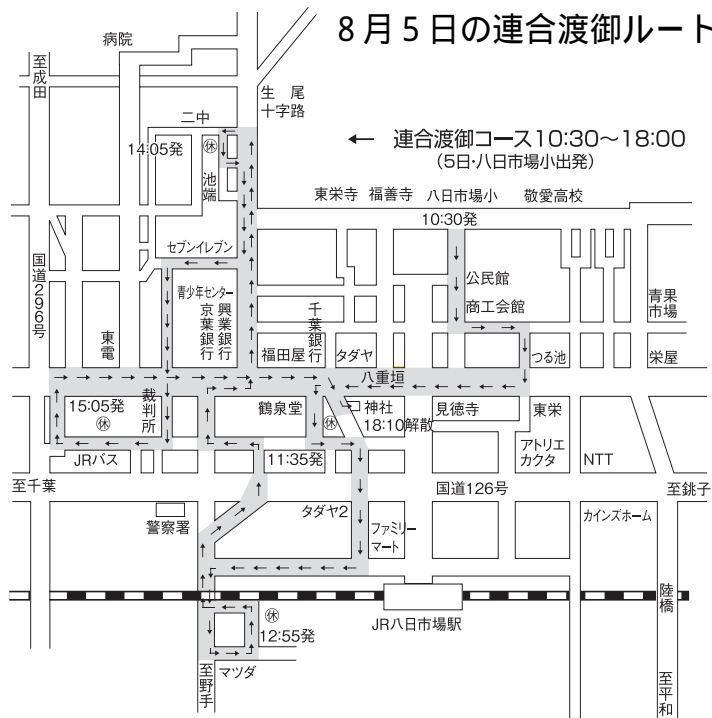 8月5日の連合渡御ルート
病院
至成田
生尾
十字路
二中
← 連合渡御コース10:30～18:00
(5日・八日市場小出発)
14:05発
㊡
池端
東栄寺
福善寺
八日市場小
敬愛高校
10:30発
セブンイレブン
国道296号
公民館
商工会館
青少年センター
京葉銀行
興業銀行
千葉銀行
青果
市場
東電
福田屋
タダヤ
つる池
栄屋
八重垣
15:05発
㊡
裁判所
鶴泉堂
㊡
神社
18:10解散
見徳寺
東栄
JRバス
11:35発
アトリエ
カクタ
NTT
至千葉
国道126号
至銚子
警察署
タダヤ2
ファミリー
マート
カインズホーム
㊡
12:55発
JR八日市場駅
陸橋
至野手
マツダ
至平和